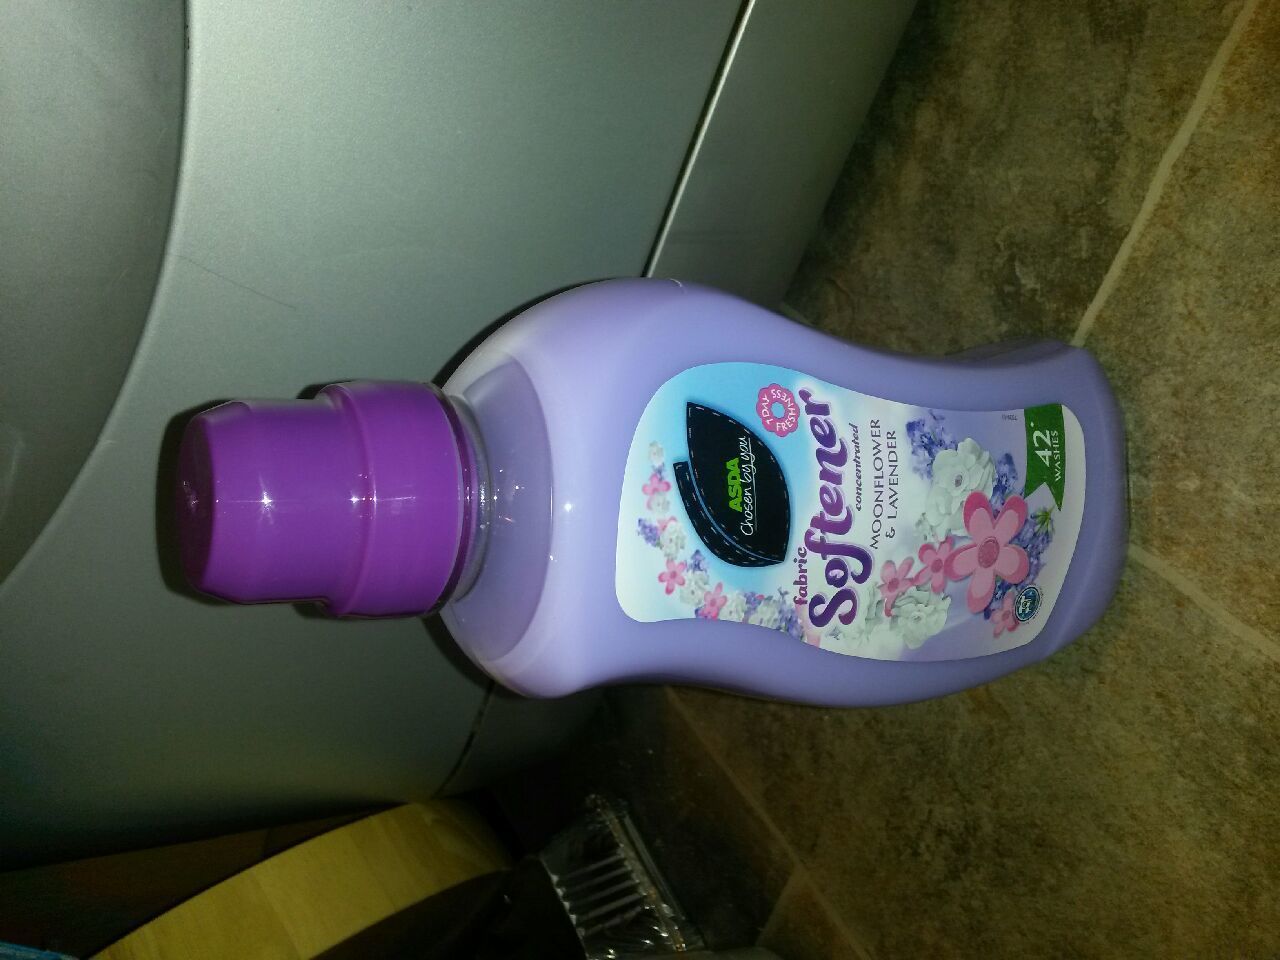 ASDA
Chosen by you
7 DAY FRESHNESS
fabric
Softener
concentrated
MOONFLOWER
& LAVENDER
42*
WASHES